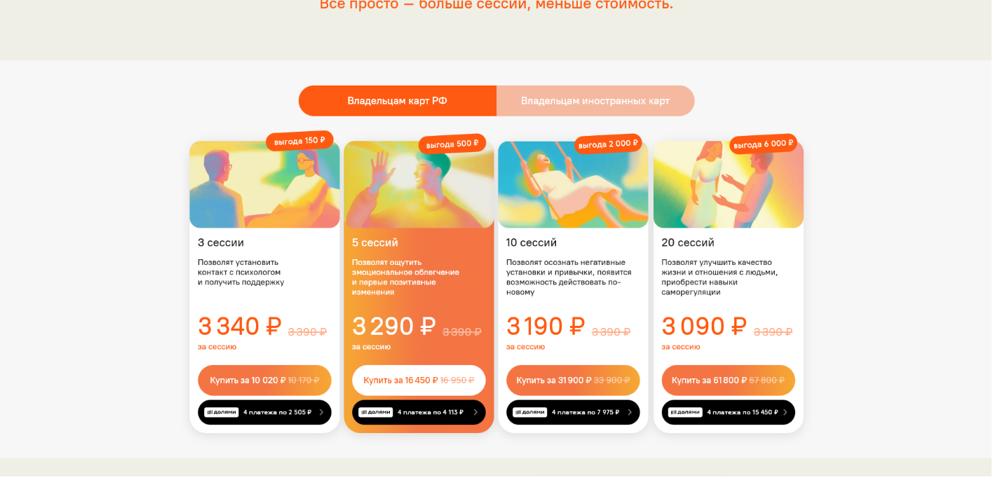 Все просто — больше сессий, меньше стоимость.
Владельцам карт РФ
Владельцам иностранных карт
выгода 150 ₽
3 сессии
Позволят установить
контакт с психологом
и получить поддержку
3 340 ₽ 3 390 ₽
за сессию
Купить за 10 020 ₽ 10 170 ₽
долями 4 платежа по 2 505 ₽
выгода 500 ₽
5 сессий
Позволят ощутить
эмоциональное облегчение
и первые позитивные
изменения
3 290 ₽ 3 390 ₽
за сессию
Купить за 16 450 ₽ 16 950 ₽
долями 4 платежа по 4 113 ₽
выгода 2 000 ₽
10 сессий
Позволят осознать негативные
установки и привычки, появится
возможность действовать по-
новому
3 190 ₽ 3 390 ₽
за сессию
Купить за 31 900 ₽ 33 900 ₽
долями 4 платежа по 7 975 ₽
выгода 6 000 ₽
20 сессий
Позволят улучшить качество
жизни и отношения с людьми,
приобрести навыки
саморегуляции
3 090 ₽ 3 390 ₽
за сессию
Купить за 61 800 ₽ 67 800 ₽
долями 4 платежа по 15 450 ₽